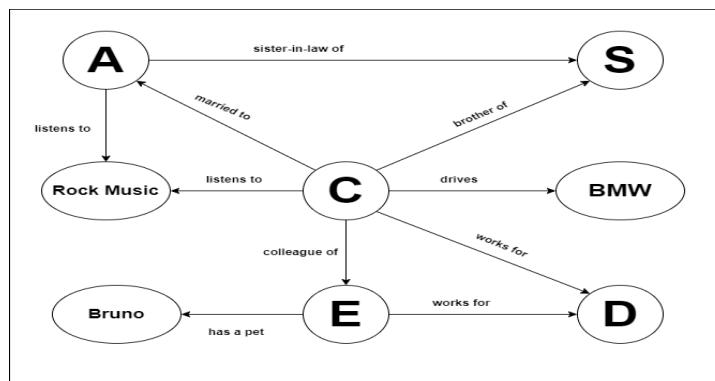 sister-in-law of
A
S
married to
brother of
listens to
listens to
drives
Rock Music
C
BMW
works for
colleague of
works for
Bruno
E
D
has a pet